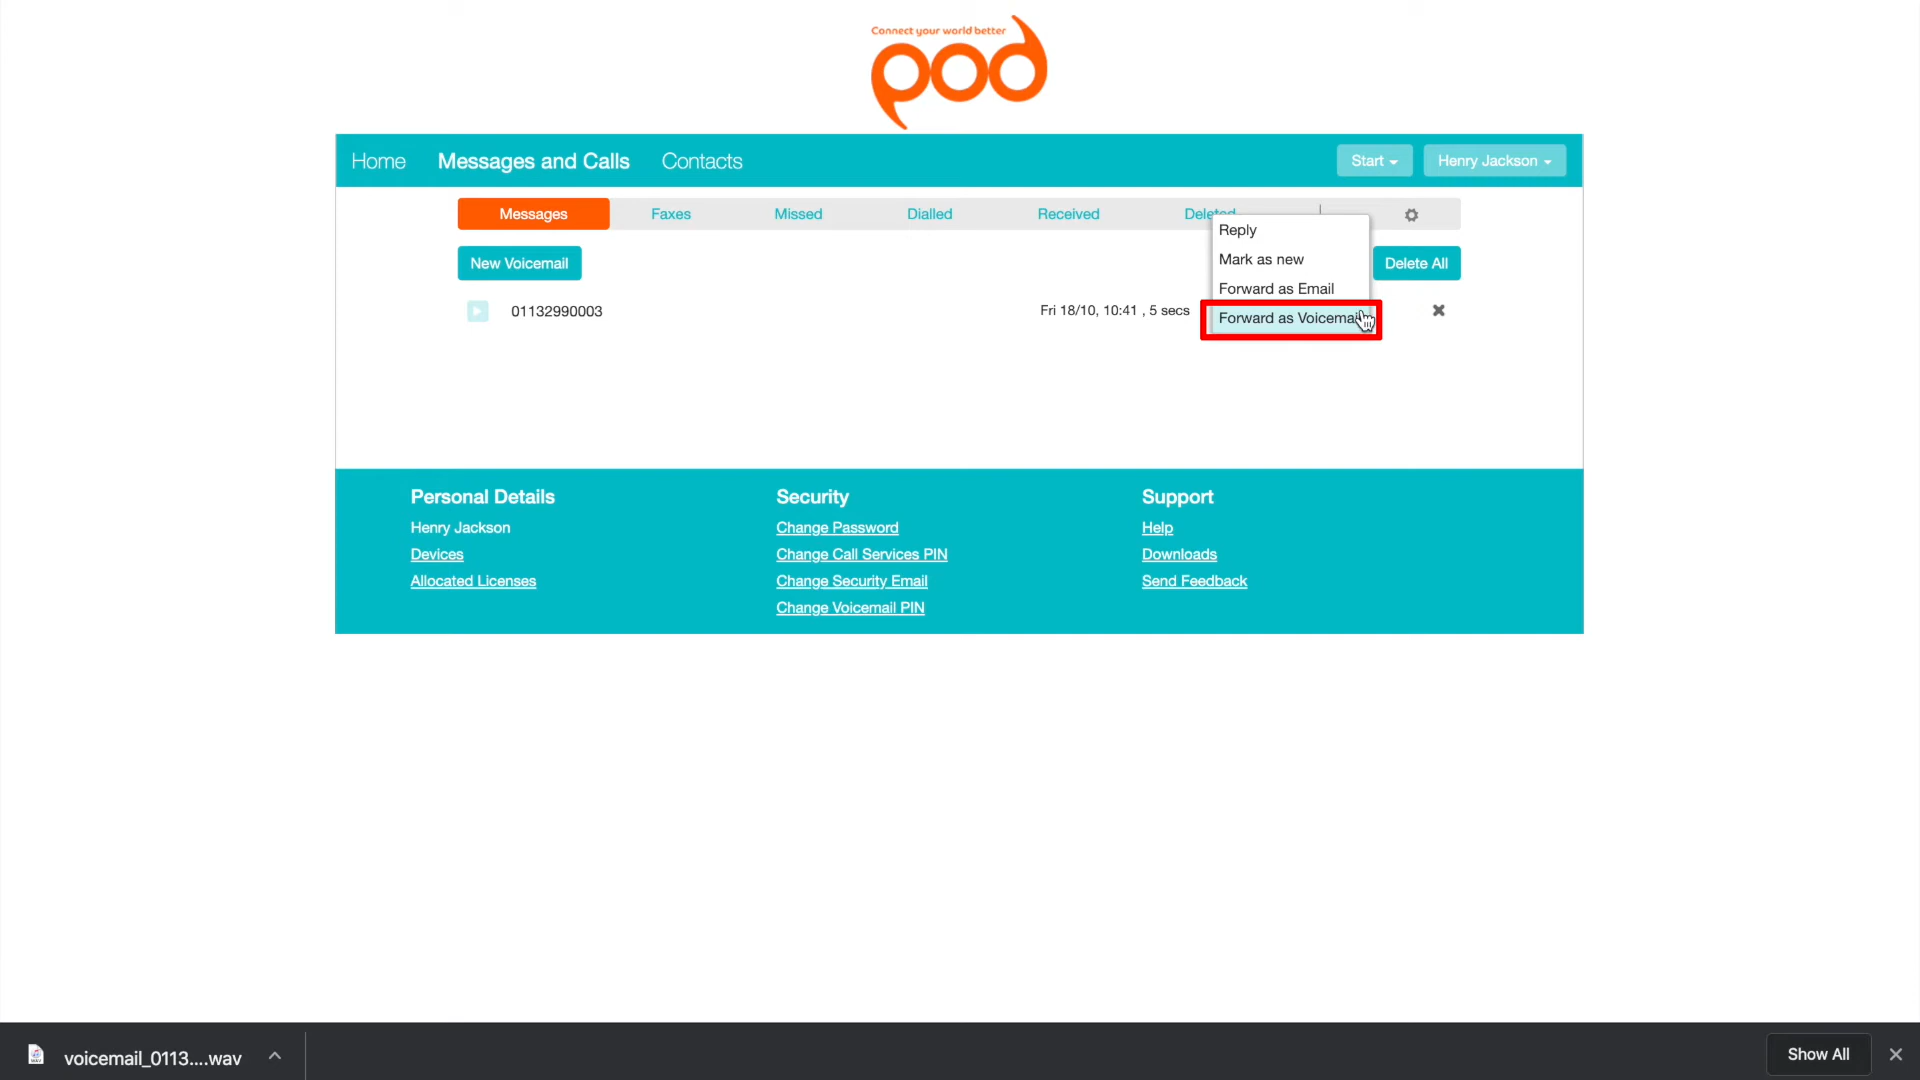 Connect your world better
pod
Home Messages and Calls Contacts Start Henry Jackson
Messages Faxes Missed Dialled Received Deleted
New Voicemail Delete All
Reply
Mark as new
Forward as Email
Forward as Voicemail
01132990003 Fri 18/10, 10:41 , 5 secs
Personal Details
Henry Jackson
Devices
Allocated Licenses
Security
Change Password
Change Call Services PIN
Change Security Email
Change Voicemail PIN
Support
Help
Downloads
Send Feedback
voicemail_0113....wav Show All